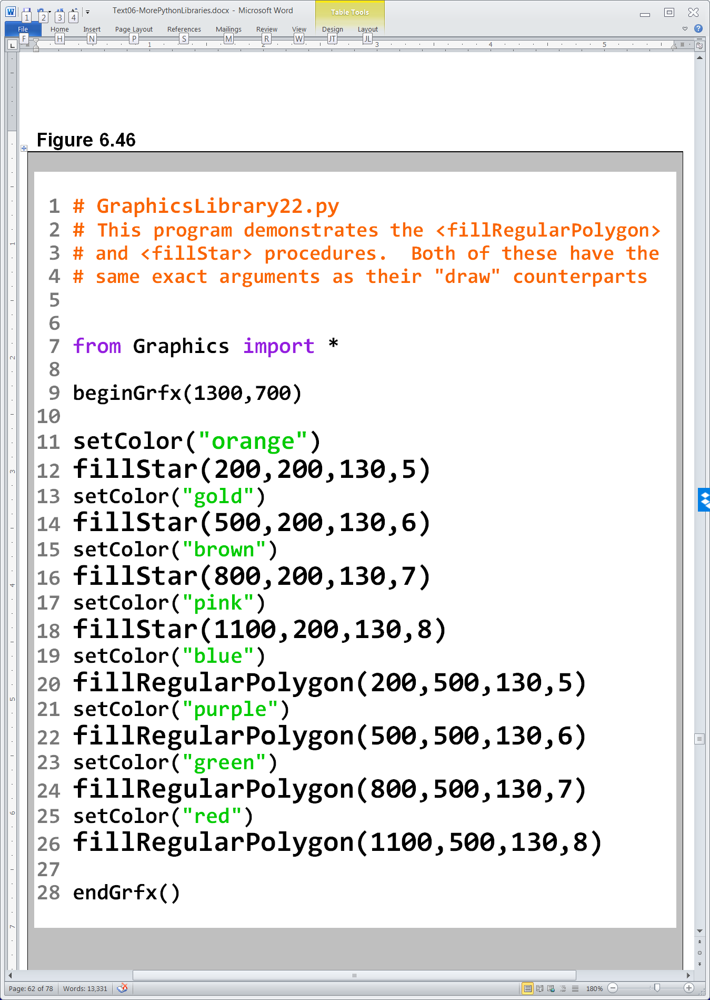 Text06-MorePythonLibraries.docx - Microsoft Word
Table Tools
1 2 3 4
File Home Insert Page Layout References Mailings Review View Design Layout
F H N P S M R W JT JL
1 2 3 4 5
Figure 6.46
1 # GraphicsLibrary22.py
2 # This program demonstrates the <fillRegularPolygon>
3 # and <fillStar> procedures.  Both of these have the
4 # same exact arguments as their "draw" counterparts
5
6
7 from Graphics import *
8
9 beginGrfx(1300,700)
10
11 setColor("orange")
12 fillStar(200,200,130,5)
13 setColor("gold")
14 fillStar(500,200,130,6)
15 setColor("brown")
16 fillStar(800,200,130,7)
17 setColor("pink")
18 fillStar(1100,200,130,8)
19 setColor("blue")
20 fillRegularPolygon(200,500,130,5)
21 setColor("purple")
22 fillRegularPolygon(500,500,130,6)
23 setColor("green")
24 fillRegularPolygon(800,500,130,7)
25 setColor("red")
26 fillRegularPolygon(1100,500,130,8)
27
28 endGrfx()
1
2
3
4
5
6
7
Page: 62 of 78 Words: 13,331 180%